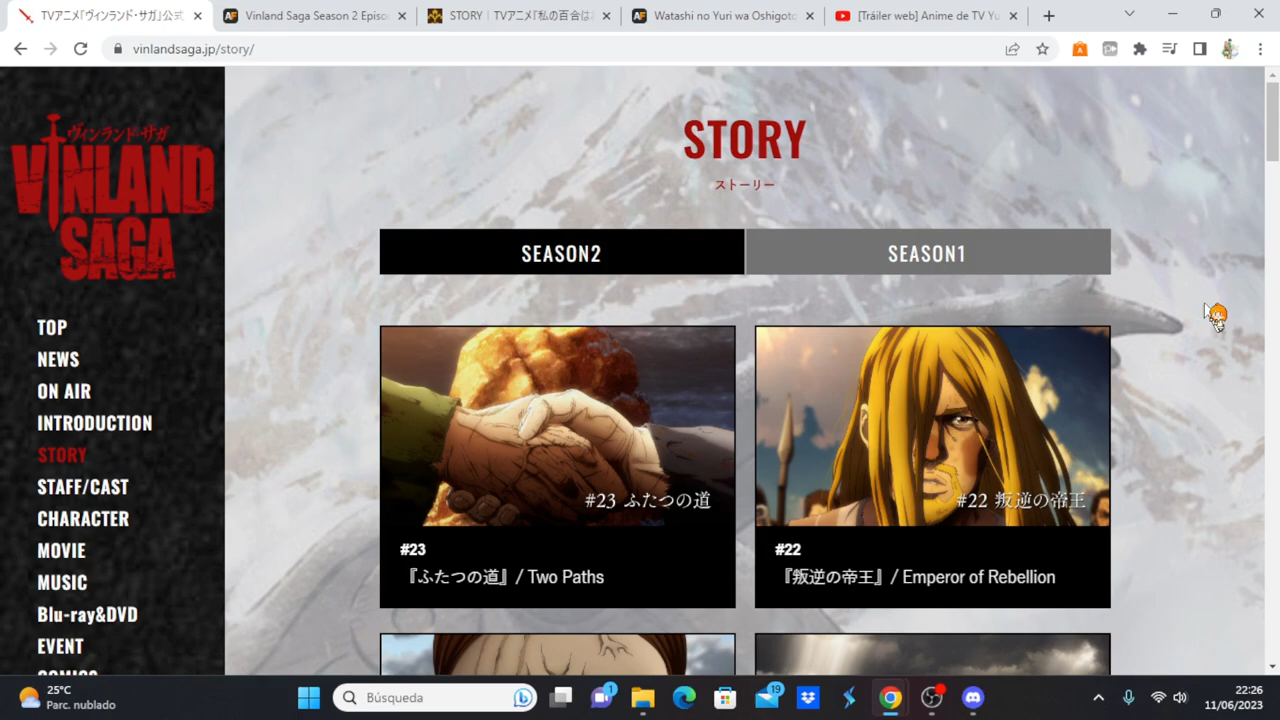 TVアニメ「ヴィンランド・サガ」公式
Vinland Saga Season 2 Episo
STORY｜TVアニメ『私の百合は
Watashi no Yuri wa Oshigoto
[Tráiler web] Anime de TV Yu
vinlandsaga.jp/story/
ヴィンランド・サガ
VINLAND
SAGA
TOP
NEWS
ON AIR
INTRODUCTION
STORY
STAFF/CAST
CHARACTER
MOVIE
MUSIC
Blu-ray&DVD
EVENT
COMICS
STORY
ストーリー
SEASON2
SEASON1
#23 ふたつの道
#23
『ふたつの道』/ Two Paths
#22 叛逆の帝王
#22
『叛逆の帝王』/ Emperor of Rebellion
25°C
Parc. nublado
Búsqueda
1
19
22:26
11/06/2023